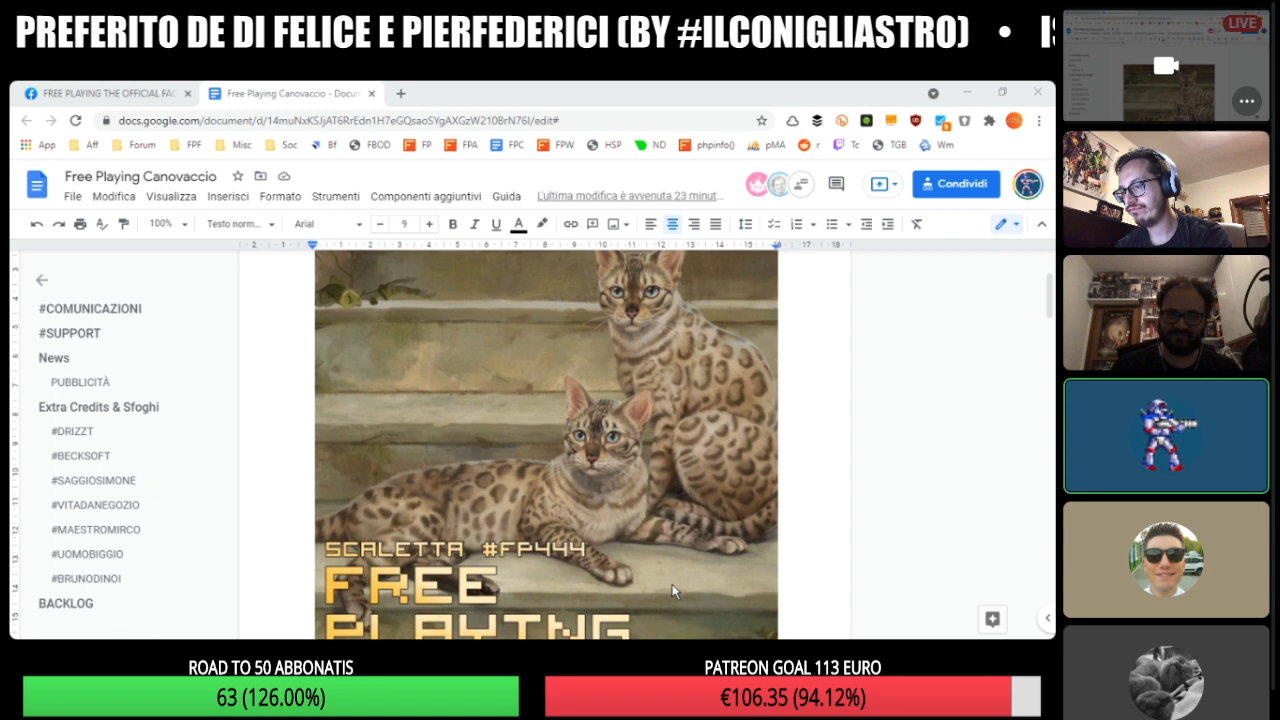 PREFERITO DE DI FELICE E PIERFEDERICI (BY #ILCONIGLIASTRO) •
LIVE
FREE PLAYING THE OFFICIAL FAC
Free Playing Canovaccio - Docum
docs.google.com/document/d/14muNxKSJjAT6RrEdn1H7eGQsaoSYgAXGzW210BrN76I/edit#
App Aff Forum FPF Misc Soc Bf FBOD FP FPA FPC FPW HSP ND phpinfo() pMA r Tc TGB Wm
Free Playing Canovaccio
File Modifica Visualizza Inserisci Formato Strumenti Componenti aggiuntivi Guida L'ultima modifica è avvenuta 23 minut...
Condividi
100% Testo norm... Arial 9
#COMUNICAZIONI
#SUPPORT
News
PUBBLICITÀ
Extra Credits & Sfoghi
#DRIZZT
#BECKSOFT
#SAGGIOSIMONE
#VITADANEGOZIO
#MAESTROMIRCO
#UOMOBIGGIO
#BRUNODINOI
BACKLOG
SCALETTA #FP444
FREE
PLAYING
ROAD TO 50 ABBONATIS
63 (126.00%)
PATREON GOAL 113 EURO
€106.35 (94.12%)